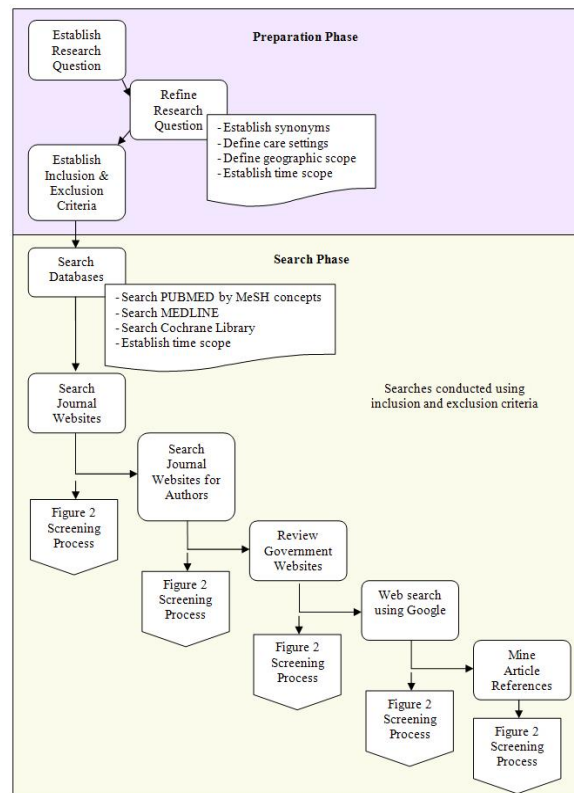 Preparation Phase
Establish
Research
Question
Refine
Research
Question
- Establish synonyms
- Define care settings
- Define geographic scope
- Establish time scope
Establish
Inclusion &
Exclusion
Criteria
Search Phase
Search
Databases
- Search PUBMED by MeSH concepts
- Search MEDLINE
- Search Cochrane Library
- Establish time scope
Search
Journal
Websites
Searches conducted using
inclusion and exclusion criteria
Search
Journal
Websites for
Authors
Figure 2
Screening
Process
Review
Government
Websites
Figure 2
Screening
Process
Web search
using Google
Figure 2
Screening
Process
Mine
Article
References
Figure 2
Screening
Process
Figure 2
Screening
Process